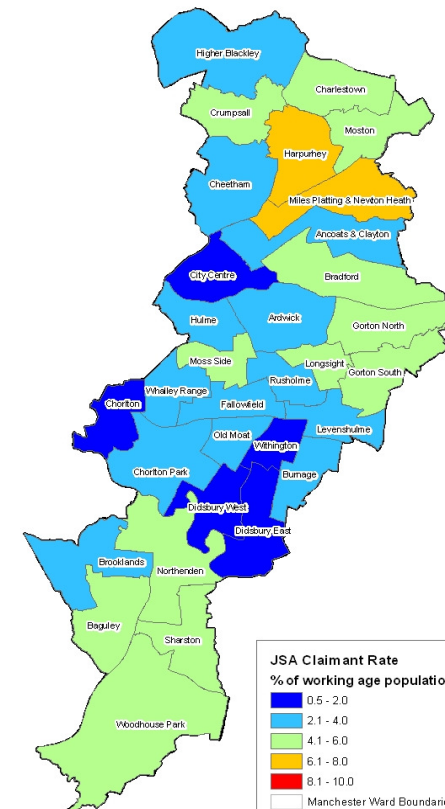 Higher Blackley
Charlestown
Crumpsall
Moston
Harpurhey
Cheetham
Miles Platting & Newton Heath
Ancoats & Clayton
City Centre
Bradford
Hulme
Ardwick
Gorton North
Moss Side
Longsight
Gorton South
Whalley Range
Rusholme
Chorlton
Fallowfield
Levenshulme
Old Moat
Withington
Chorlton Park
Burnage
Didsbury West
Didsbury East
Brooklands
Northenden
Baguley
Sharston
Woodhouse Park
JSA Claimant Rate
% of working age populatio
0.5 - 2.0
2.1 - 4.0
4.1 - 6.0
6.1 - 8.0
8.1 - 10.0
Manchester Ward Boundar